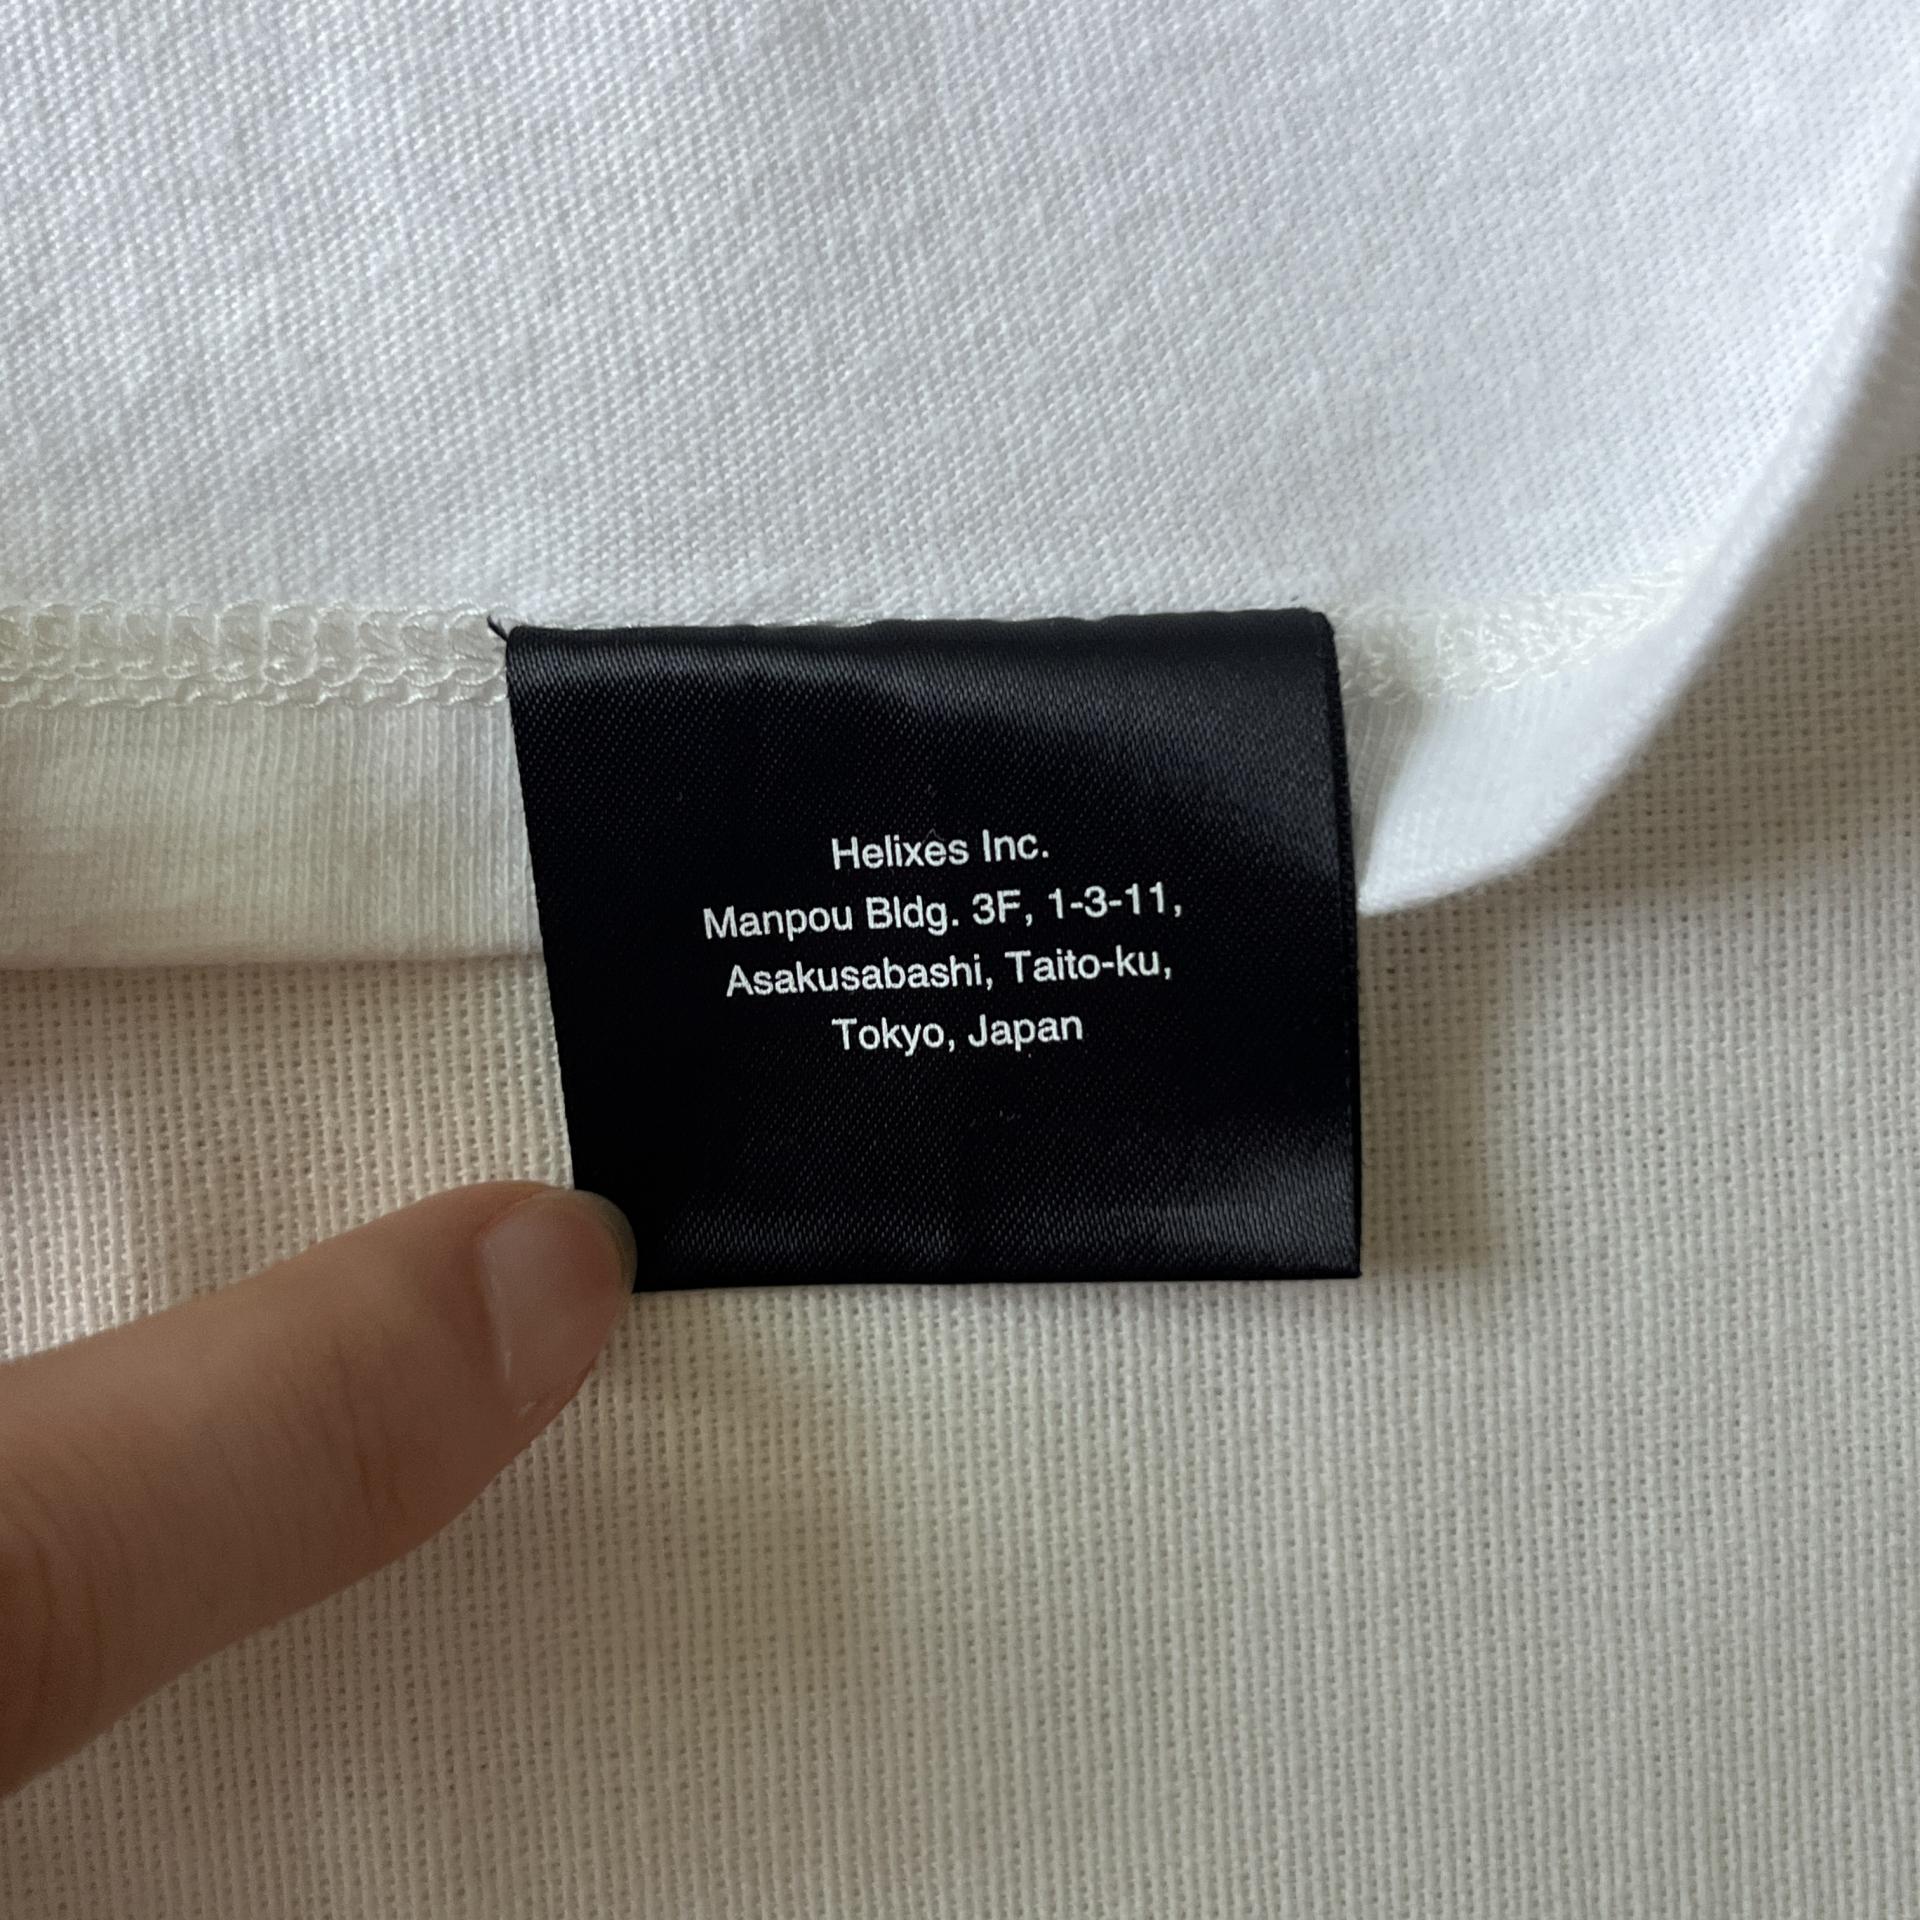 Helixes Inc.
Manpou Bldg. 3F, 1-3-11,
Asakusabashi, Taito-ku,
Tokyo, Japan